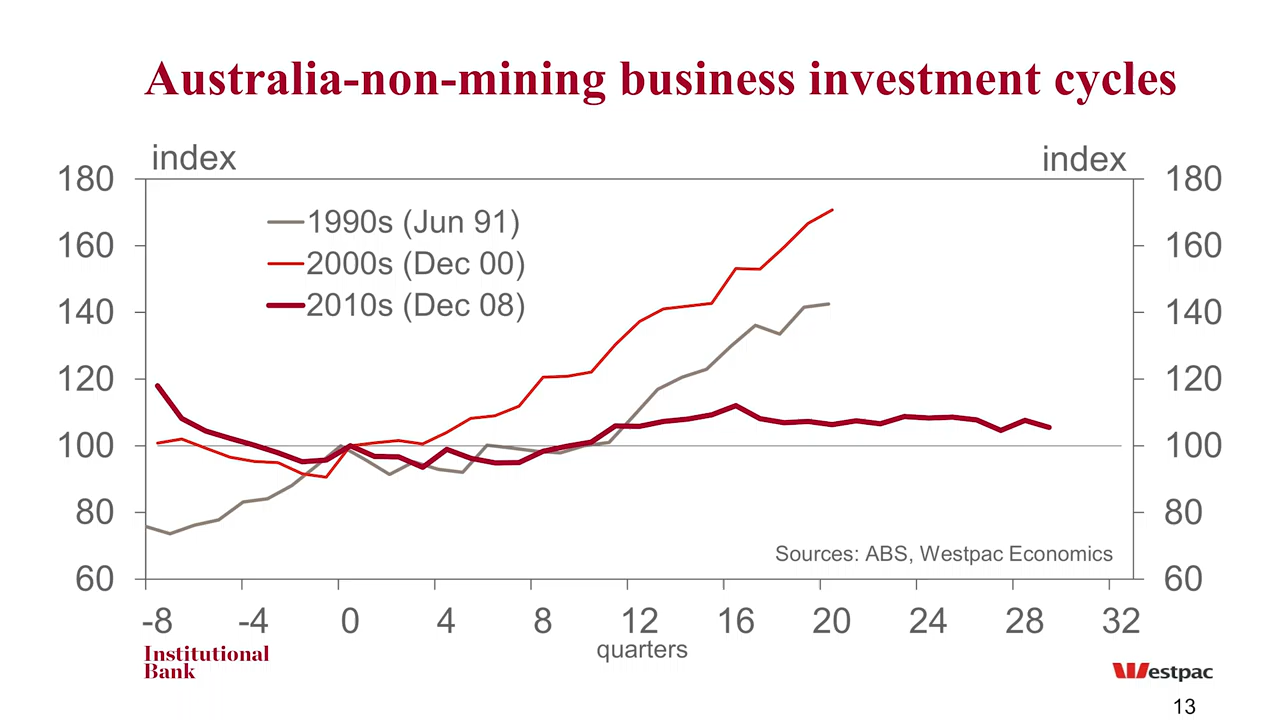 Australia-non-mining business investment cycles
index index
180 180
1990s (Jun 91)
160 160
2000s (Dec 00)
140 2010s (Dec 08) 140
120 120
100 100
80 80
Sources: ABS, Westpac Economics
60 60
-8 -4 0 4 8 12 16 20 24 28 32
quarters
Institutional
Bank
Westpac
13